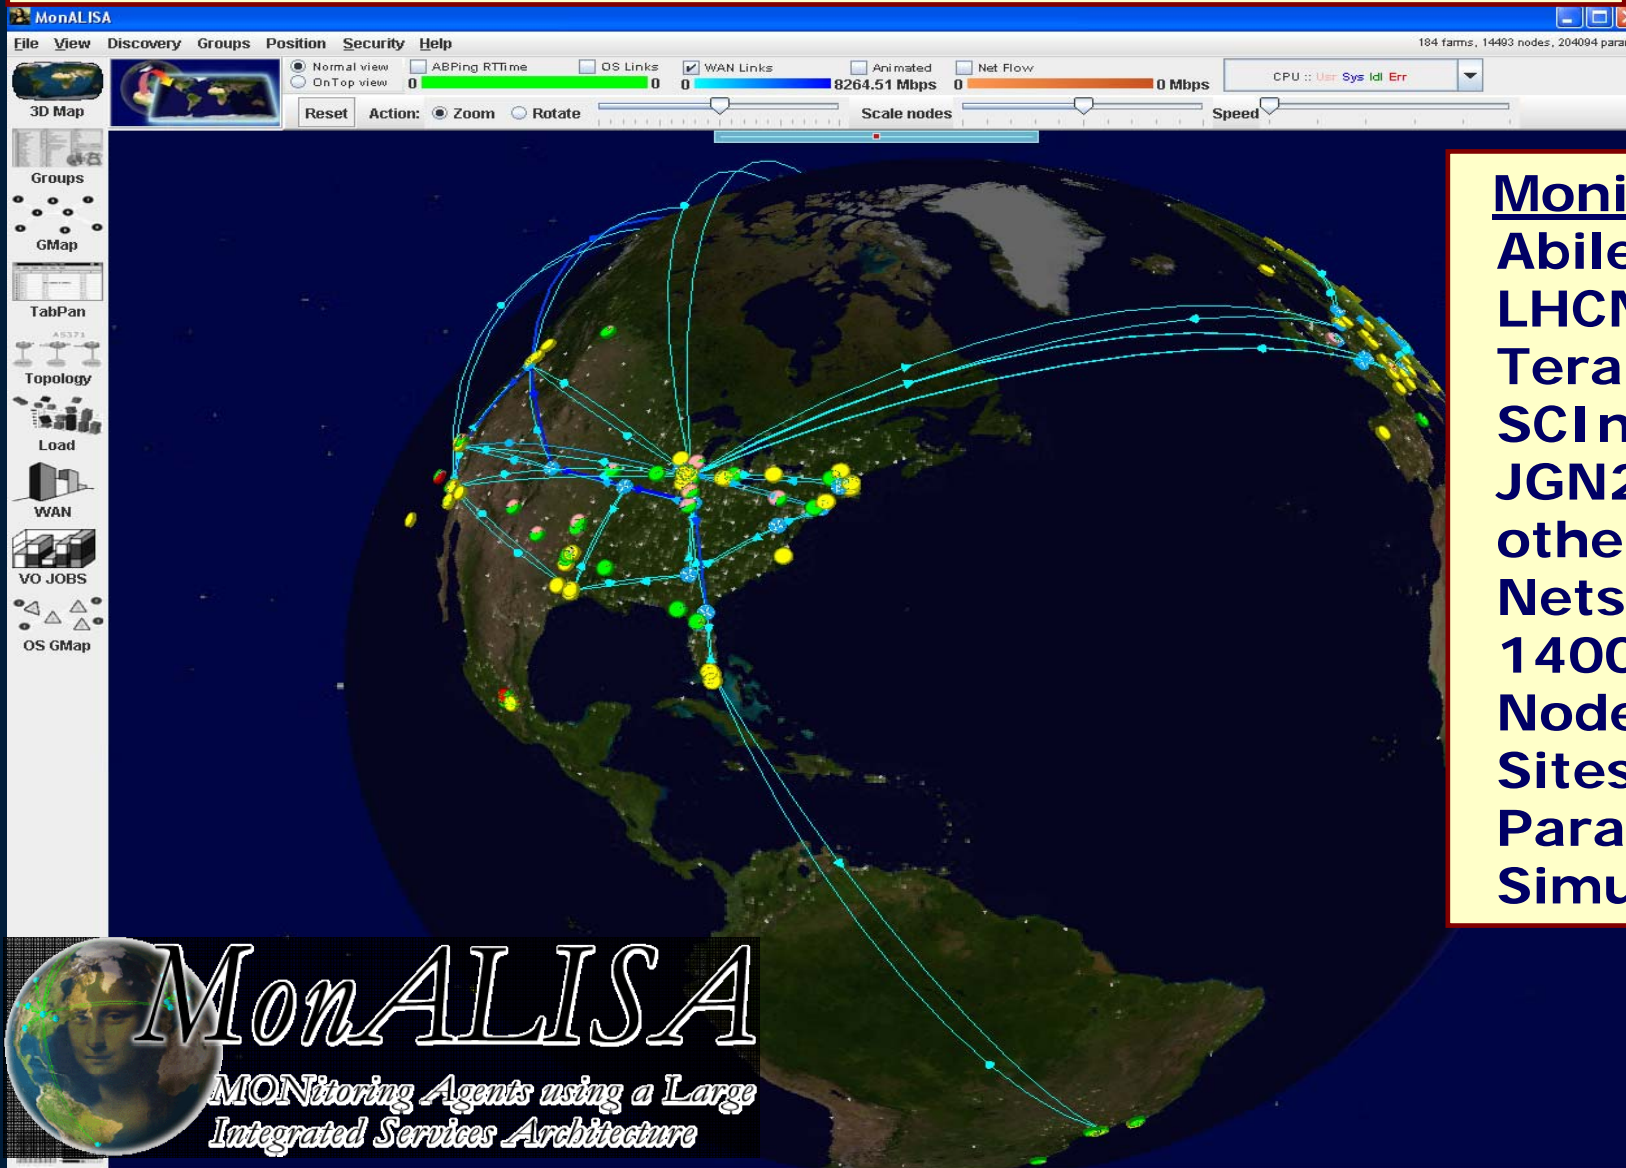 MonALISA
File View Discovery Groups Position Security Help
184 farms, 14493 nodes, 204094 para
Normal view ABPing RTTime OS Links WAN Links Animated Net Flow
OnTop view 0 0 0 8264.51 Mbps 0 0 Mbps
CPU :: Usr Sys Idl Err
Reset Action: Zoom Rotate Scale nodes Speed
3D Map
Groups
GMap
TabPan
AS371
Topology
Load
WAN
VO JOBS
OS GMap
Moni
Abile
LHCN
Tera
SCIn
JGN2
othe
Nets
1400
Node
Sites
Para
Simu
MonALISA
MONitoring Agents using a Large
Integrated Services Architecture